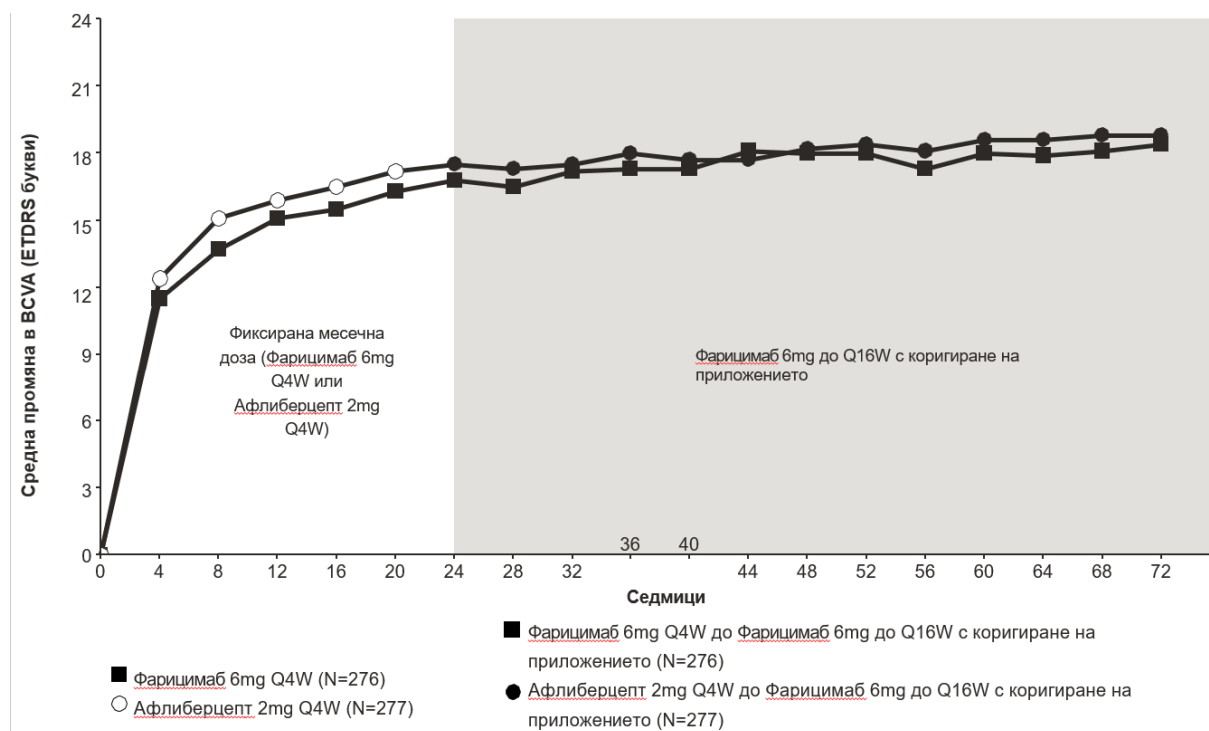 Средна промяна в BCVA (ETDRS букви)
24
21
18
15
12
9
6
3
0
Фиксирана месечна
доза (Фарицимаб 6mg
Q4W или
Афлиберцепт 2mg
Q4W)
Фарицимаб 6mg до Q16W с коригиране на
приложението
0 4 8 12 16 20 24 28 32 36 40 44 48 52 56 60 64 68 72
Седмици
Фарицимаб 6mg Q4W (N=276)
Афлиберцепт 2mg Q4W (N=277)
Фарицимаб 6mg Q4W до Фарицимаб 6mg до Q16W с коригиране на
приложението (N=276)
Афлиберцепт 2mg Q4W до Фарицимаб 6mg до Q16W с коригиране на
приложението (N=277)